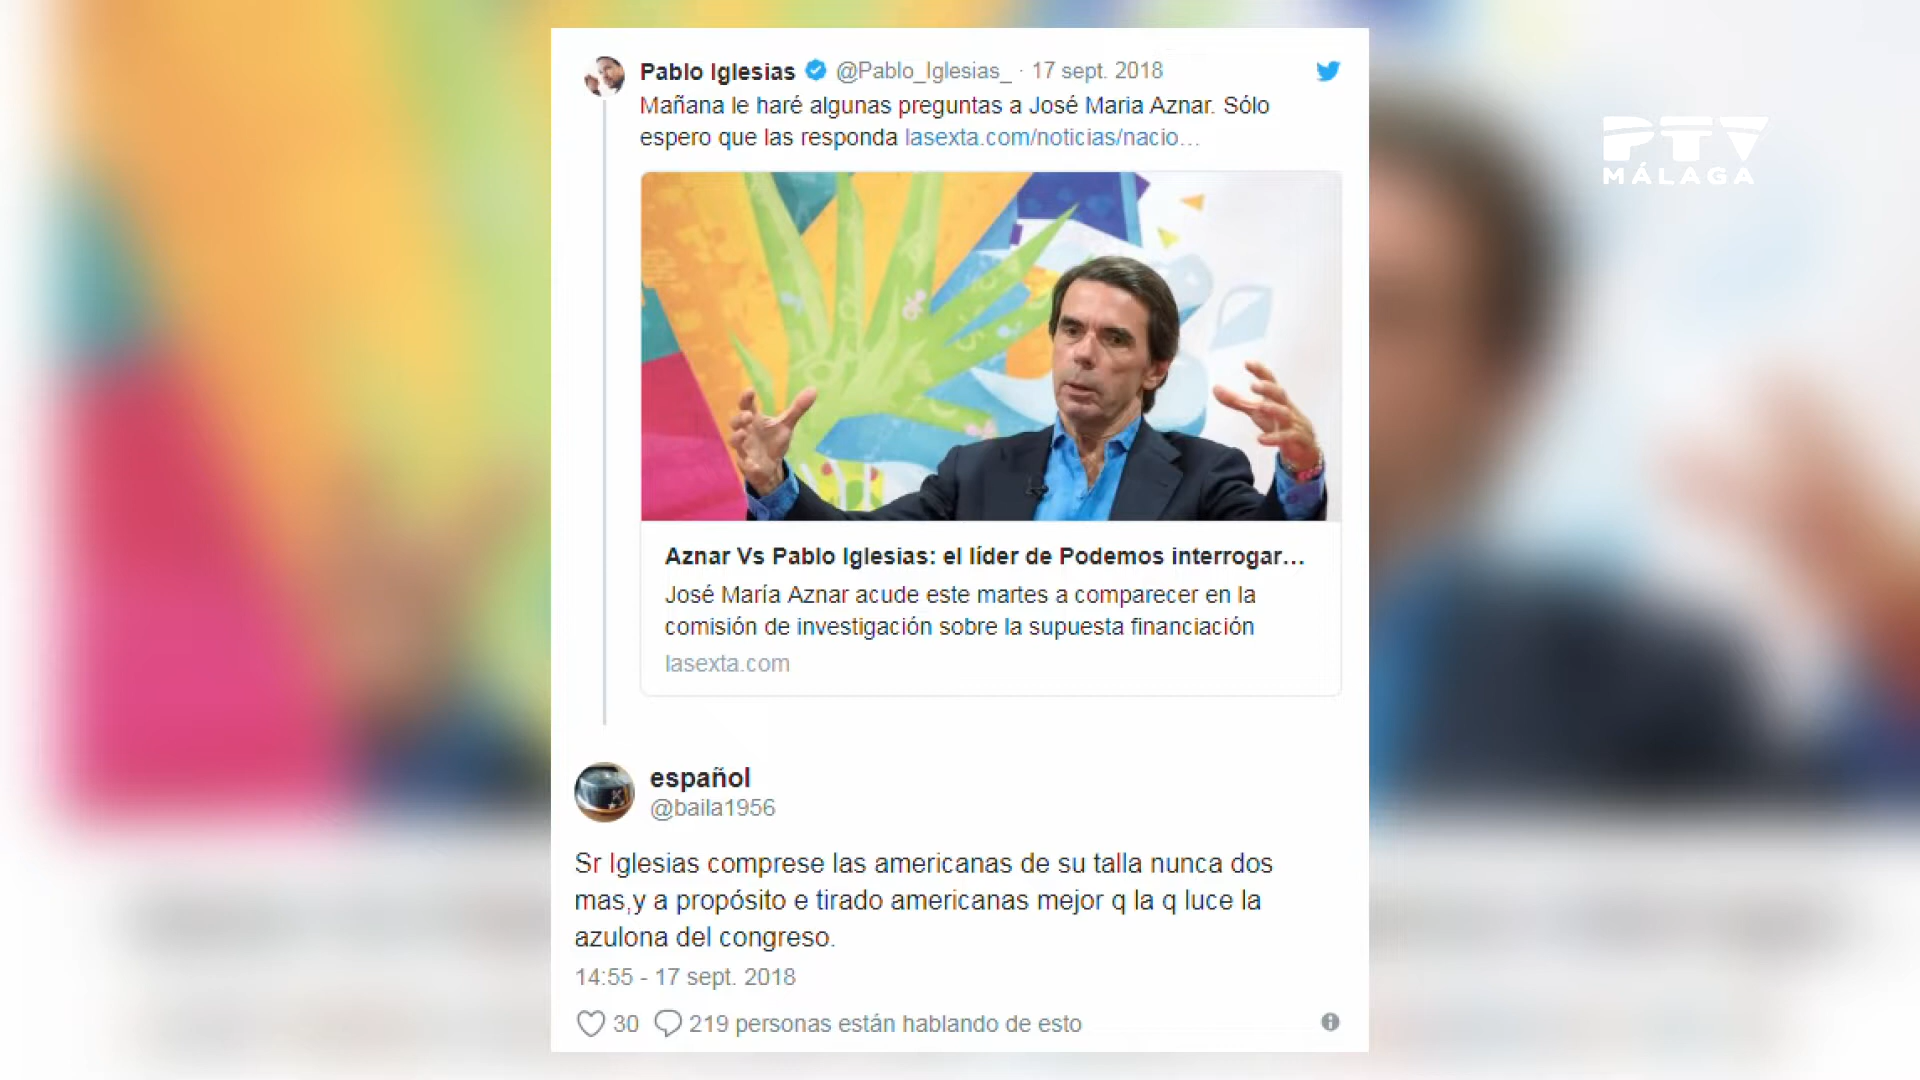 Pablo Iglesias @Pablo_Iglesias_ · 17 sept. 2018
Mañana le haré algunas preguntas a José Maria Aznar. Sólo
espero que las responda lasexta.com/noticias/nacio…
PTV
MÁLAGA
Aznar Vs Pablo Iglesias: el líder de Podemos interrogar…
José María Aznar acude este martes a comparecer en la
comisión de investigación sobre la supuesta financiación
lasexta.com
español
@baila1956
Sr Iglesias comprese las americanas de su talla nunca dos
mas,y a propósito e tirado americanas mejor q la q luce la
azulona del congreso.
14:55 - 17 sept. 2018
30 219 personas están hablando de esto